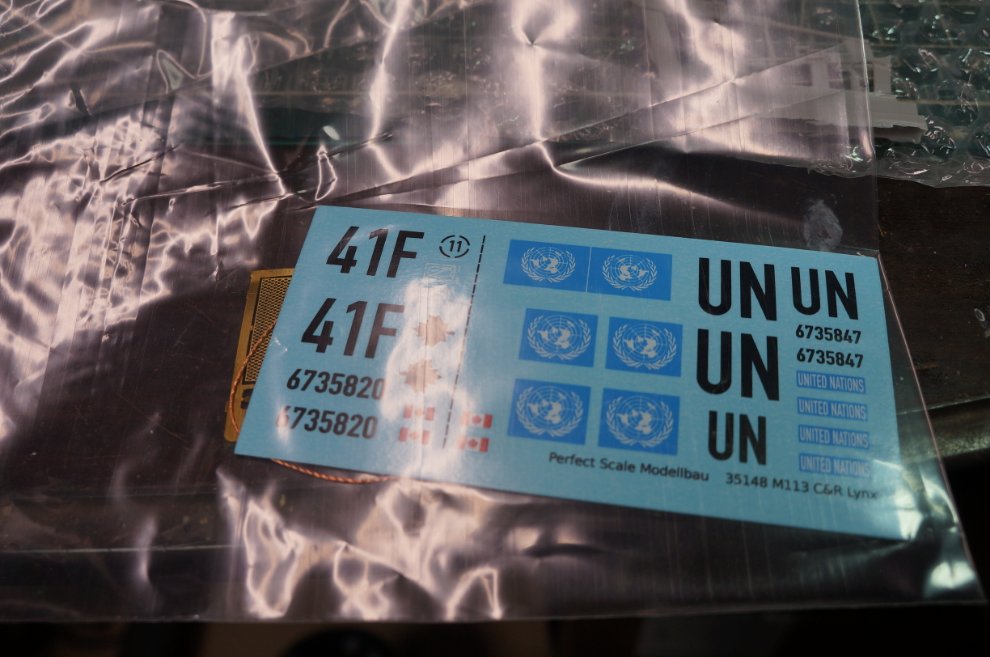 41F
11
41F
6735820
6735820
UN UN
UN
UN
6735847
6735847
UNITED NATIONS
UNITED NATIONS
UNITED NATIONS
UNITED NATIONS
Perfect Scale Modellbau
35148 M113 C&R Lynx